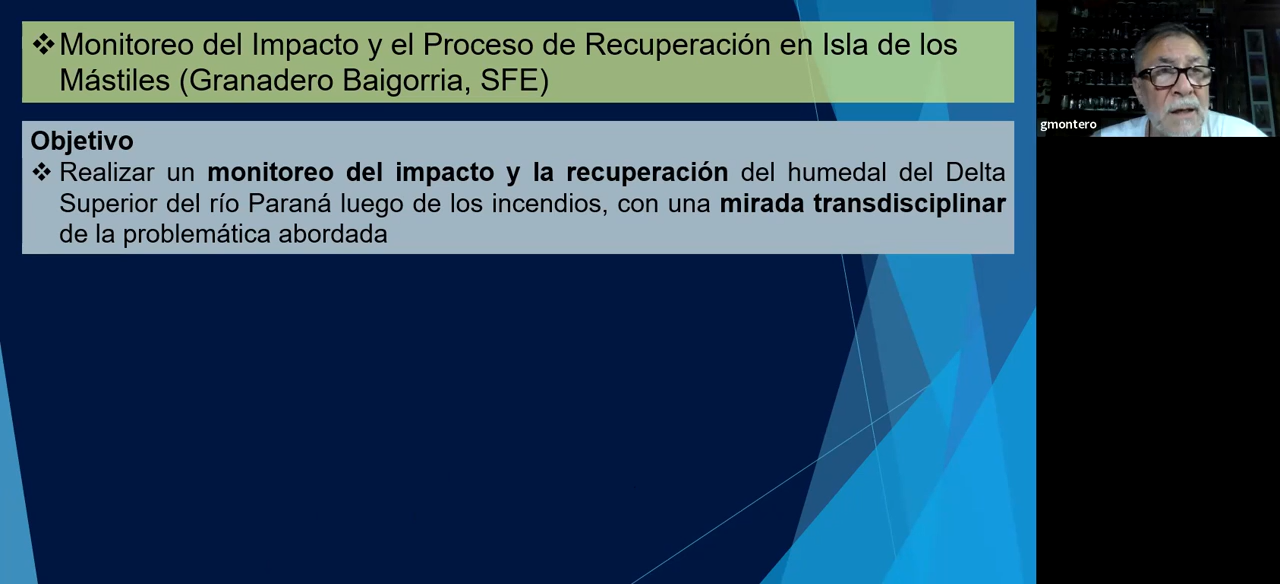 ❖Monitoreo del Impacto y el Proceso de Recuperación en Isla de los
Mástiles (Granadero Baigorria, SFE)
Objetivo
❖ Realizar un monitoreo del impacto y la recuperación del humedal del Delta
Superior del río Paraná luego de los incendios, con una mirada transdisciplinar
de la problemática abordada
gmontero